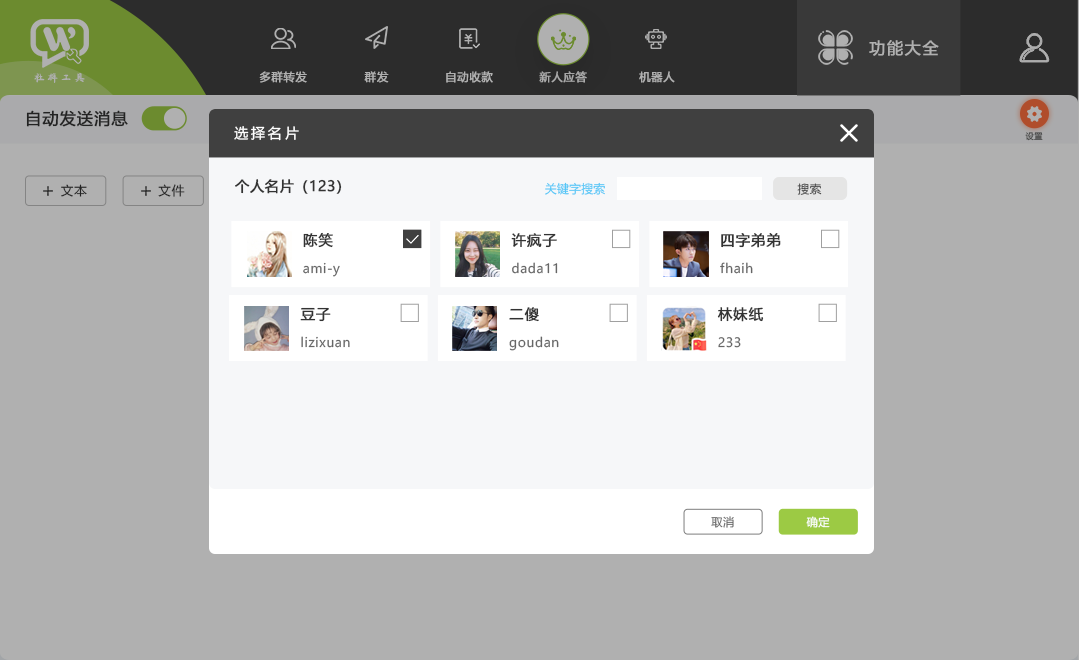 W
社群工具
多群转发
群发
自动收款
新人应答
机器人
功能大全
自动发送消息
设置
+ 文本
+ 文件
选择名片
个人名片（123）
关键字搜索
搜索
陈笑
ami-y
许疯子
dada11
四字弟弟
fhaih
豆子
lizixuan
二傻
goudan
林妹纸
233
取消
确定